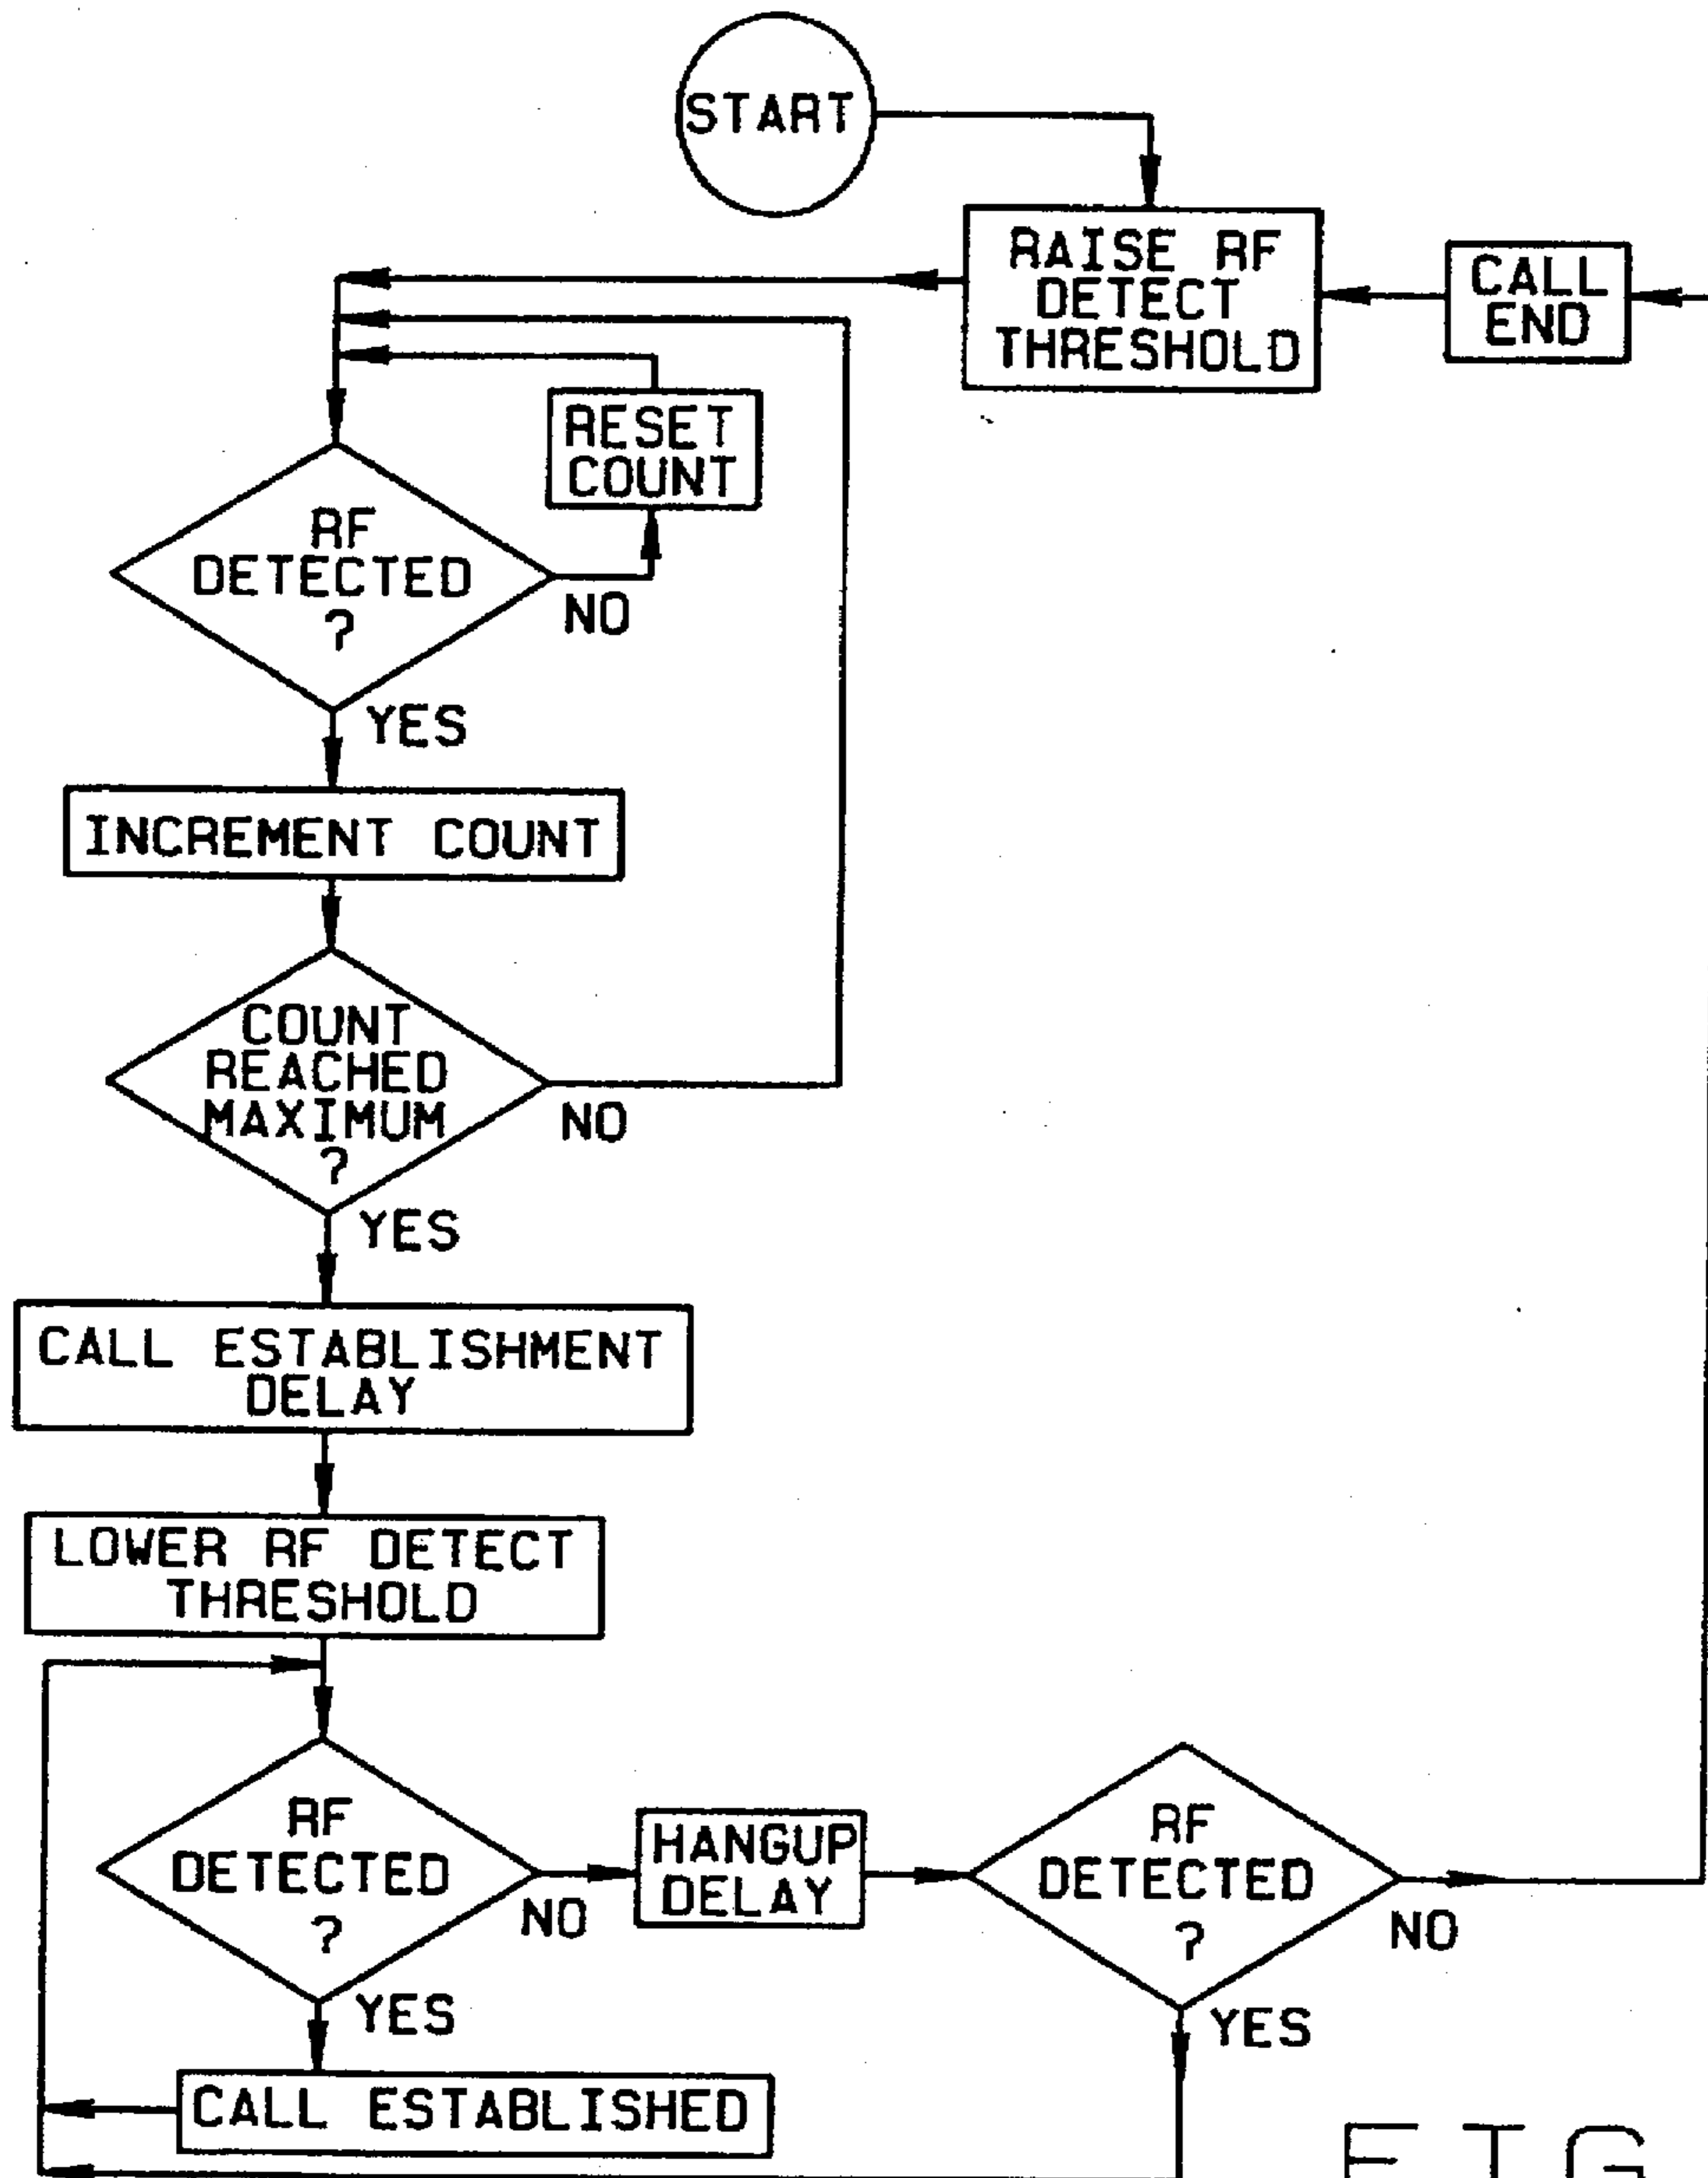 START
RAISE RF
DETECT
THRESHOLD
CALL
END
RESET
COUNT
RF
DETECTED
?
NO
YES
INCREMENT COUNT
COUNT
REACHED
MAXIMUM
?
NO
YES
CALL ESTABLISHMENT
DELAY
LOWER RF DETECT
THRESHOLD
RF
DETECTED
?
NO
YES
HANGUP
DELAY
RF
DETECTED
?
NO
YES
CALL ESTABLISHED
FIG